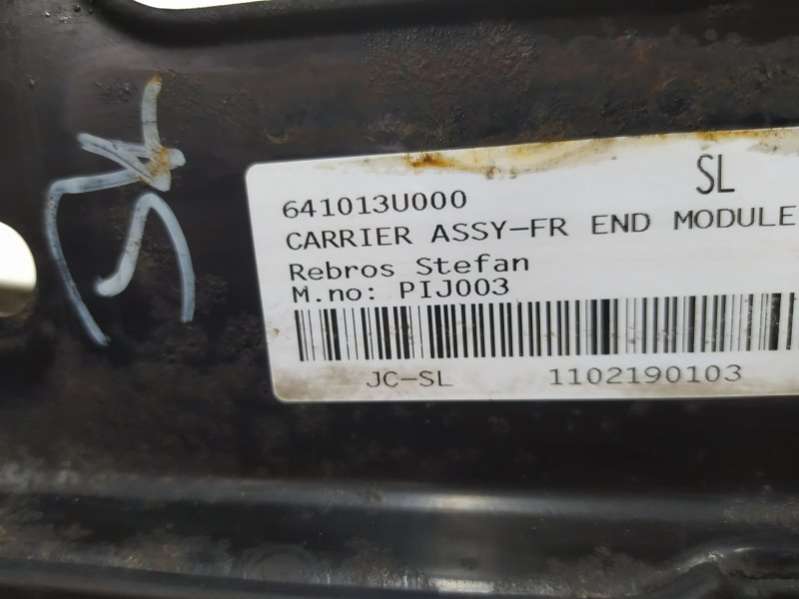 SL
641013U000
CARRIER ASSY-FR END MODULE
Rebros Stefan
M.no: PIJ003
JC-SL 1102190103